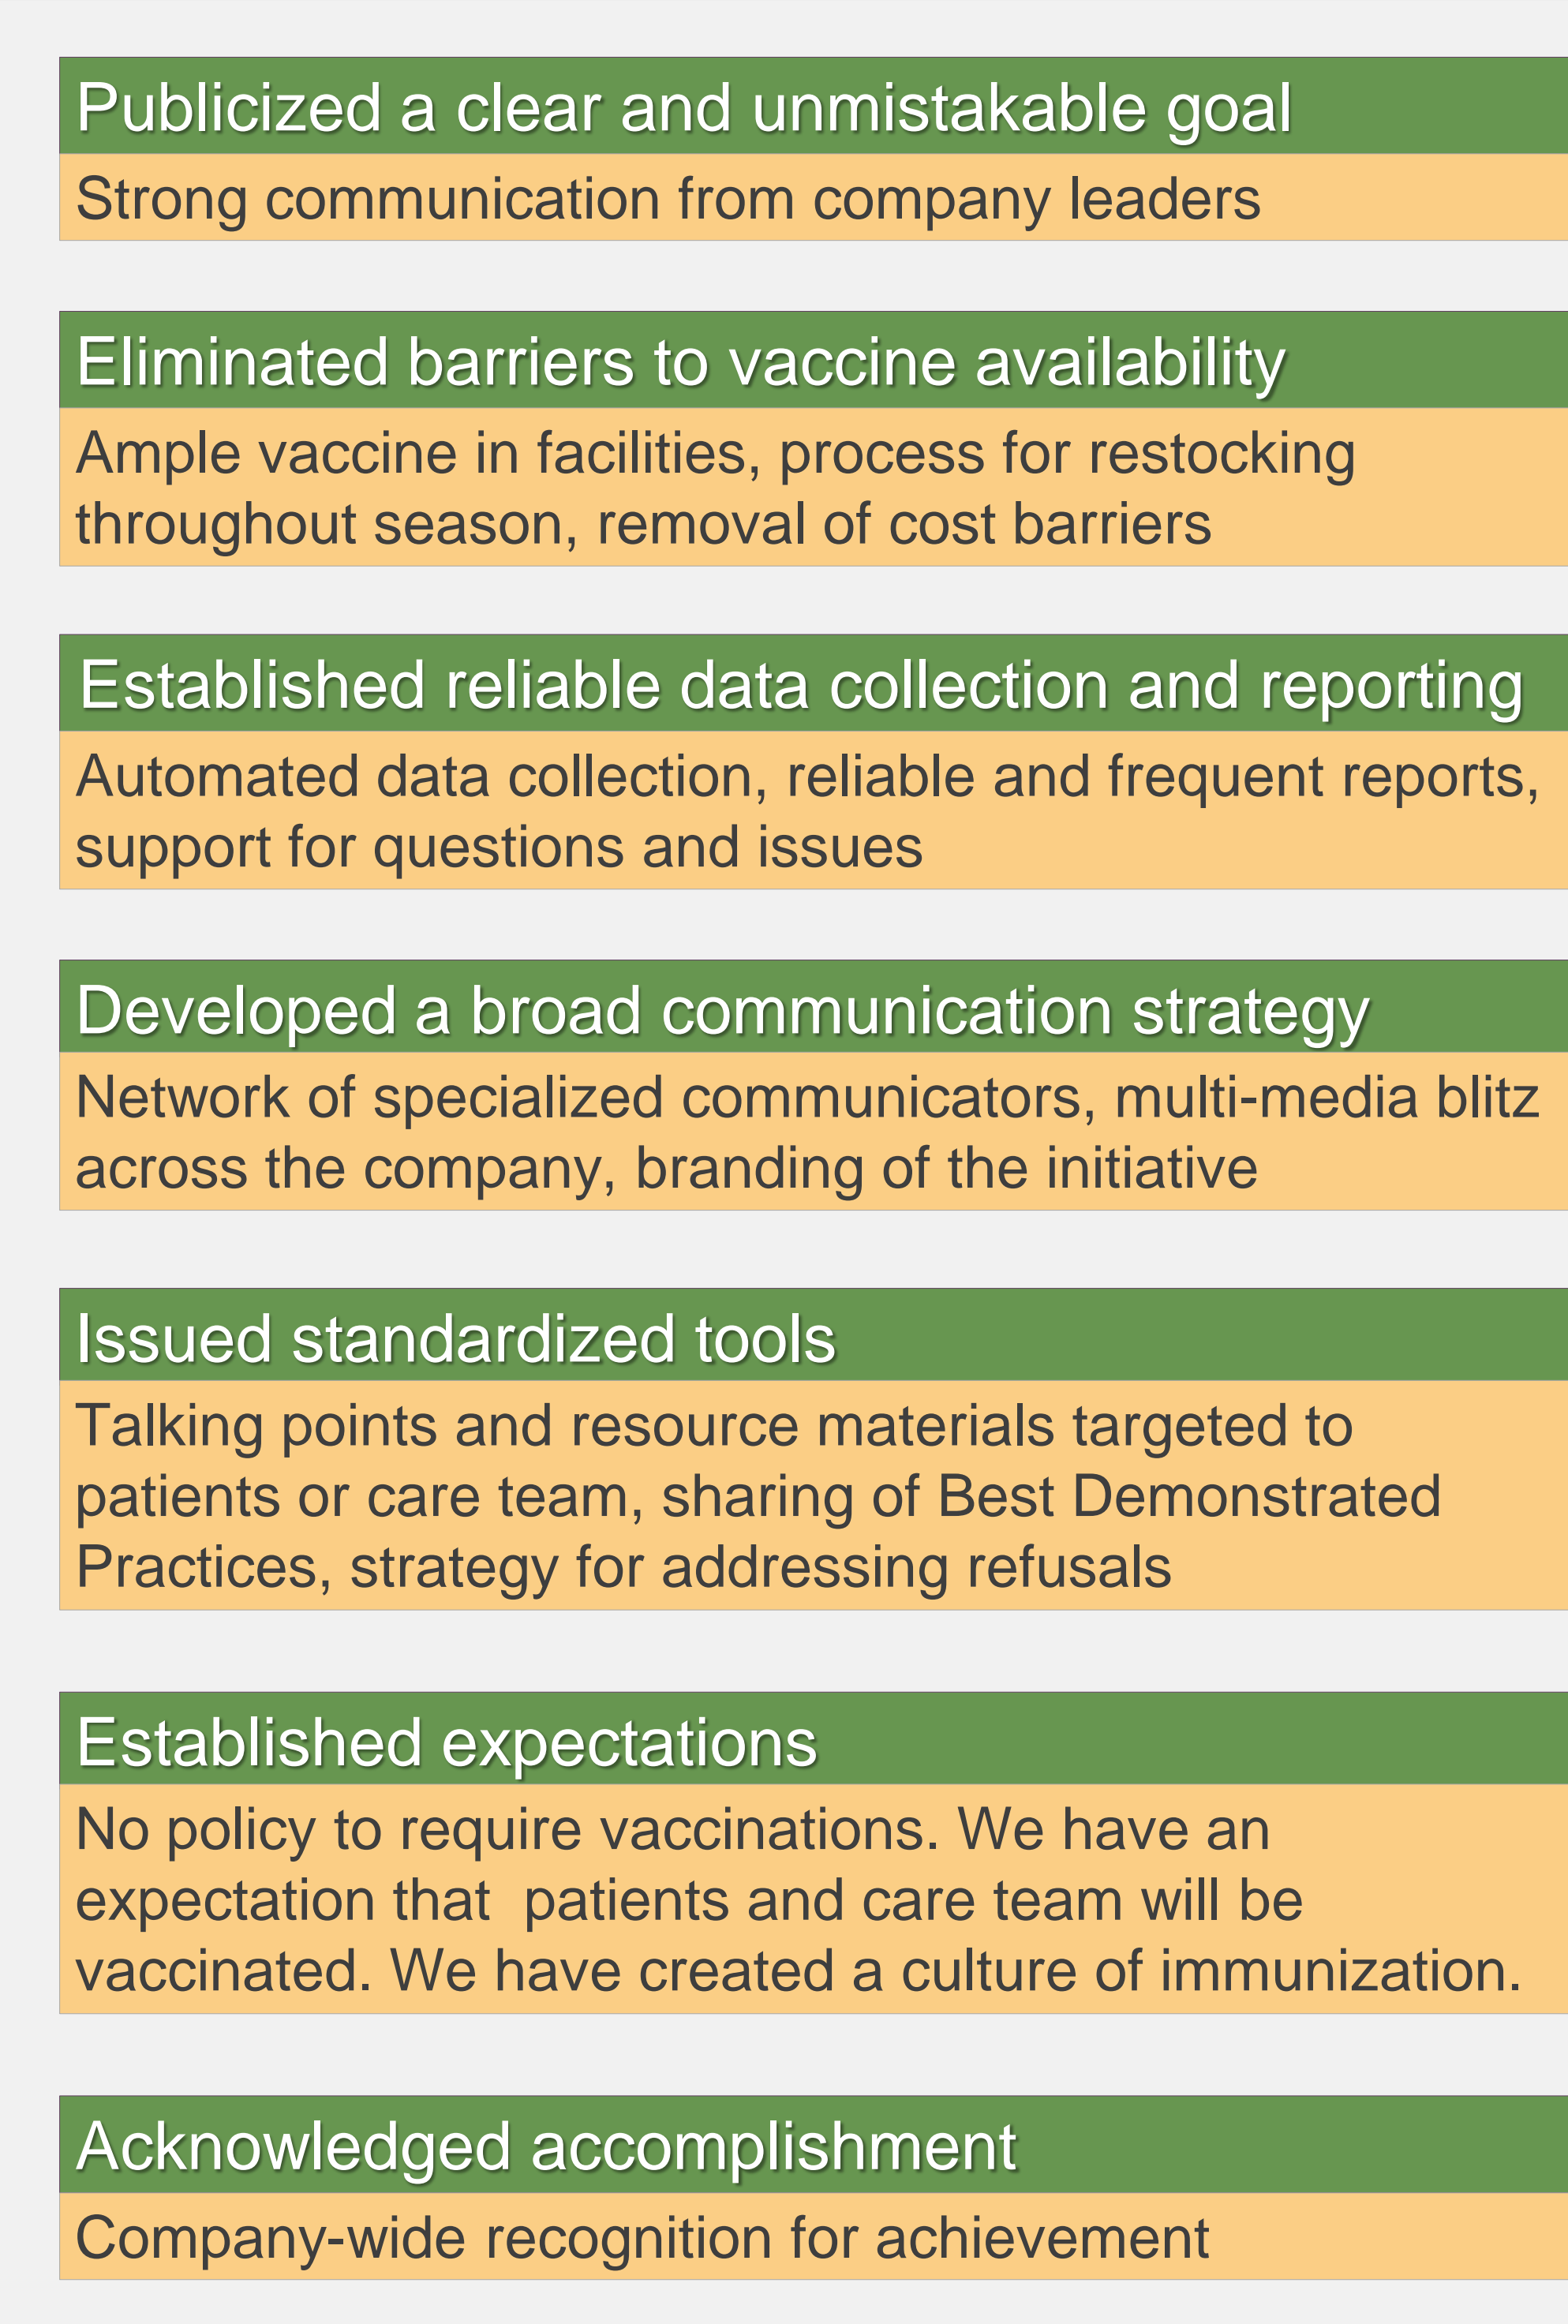 Publicized a clear and unmistakable goal
Strong communication from company leaders
Eliminated barriers to vaccine availability
Ample vaccine in facilities, process for restocking
throughout season, removal of cost barriers
Established reliable data collection and reporting
Automated data collection, reliable and frequent reports,
support for questions and issues
Developed a broad communication strategy
Network of specialized communicators, multi-media blitz
across the company, branding of the initiative
Issued standardized tools
Talking points and resource materials targeted to
patients or care team, sharing of Best Demonstrated
Practices, strategy for addressing refusals
Established expectations
No policy to require vaccinations. We have an
expectation that  patients and care team will be
vaccinated. We have created a culture of immunization.
Acknowledged accomplishment
Company-wide recognition for achievement